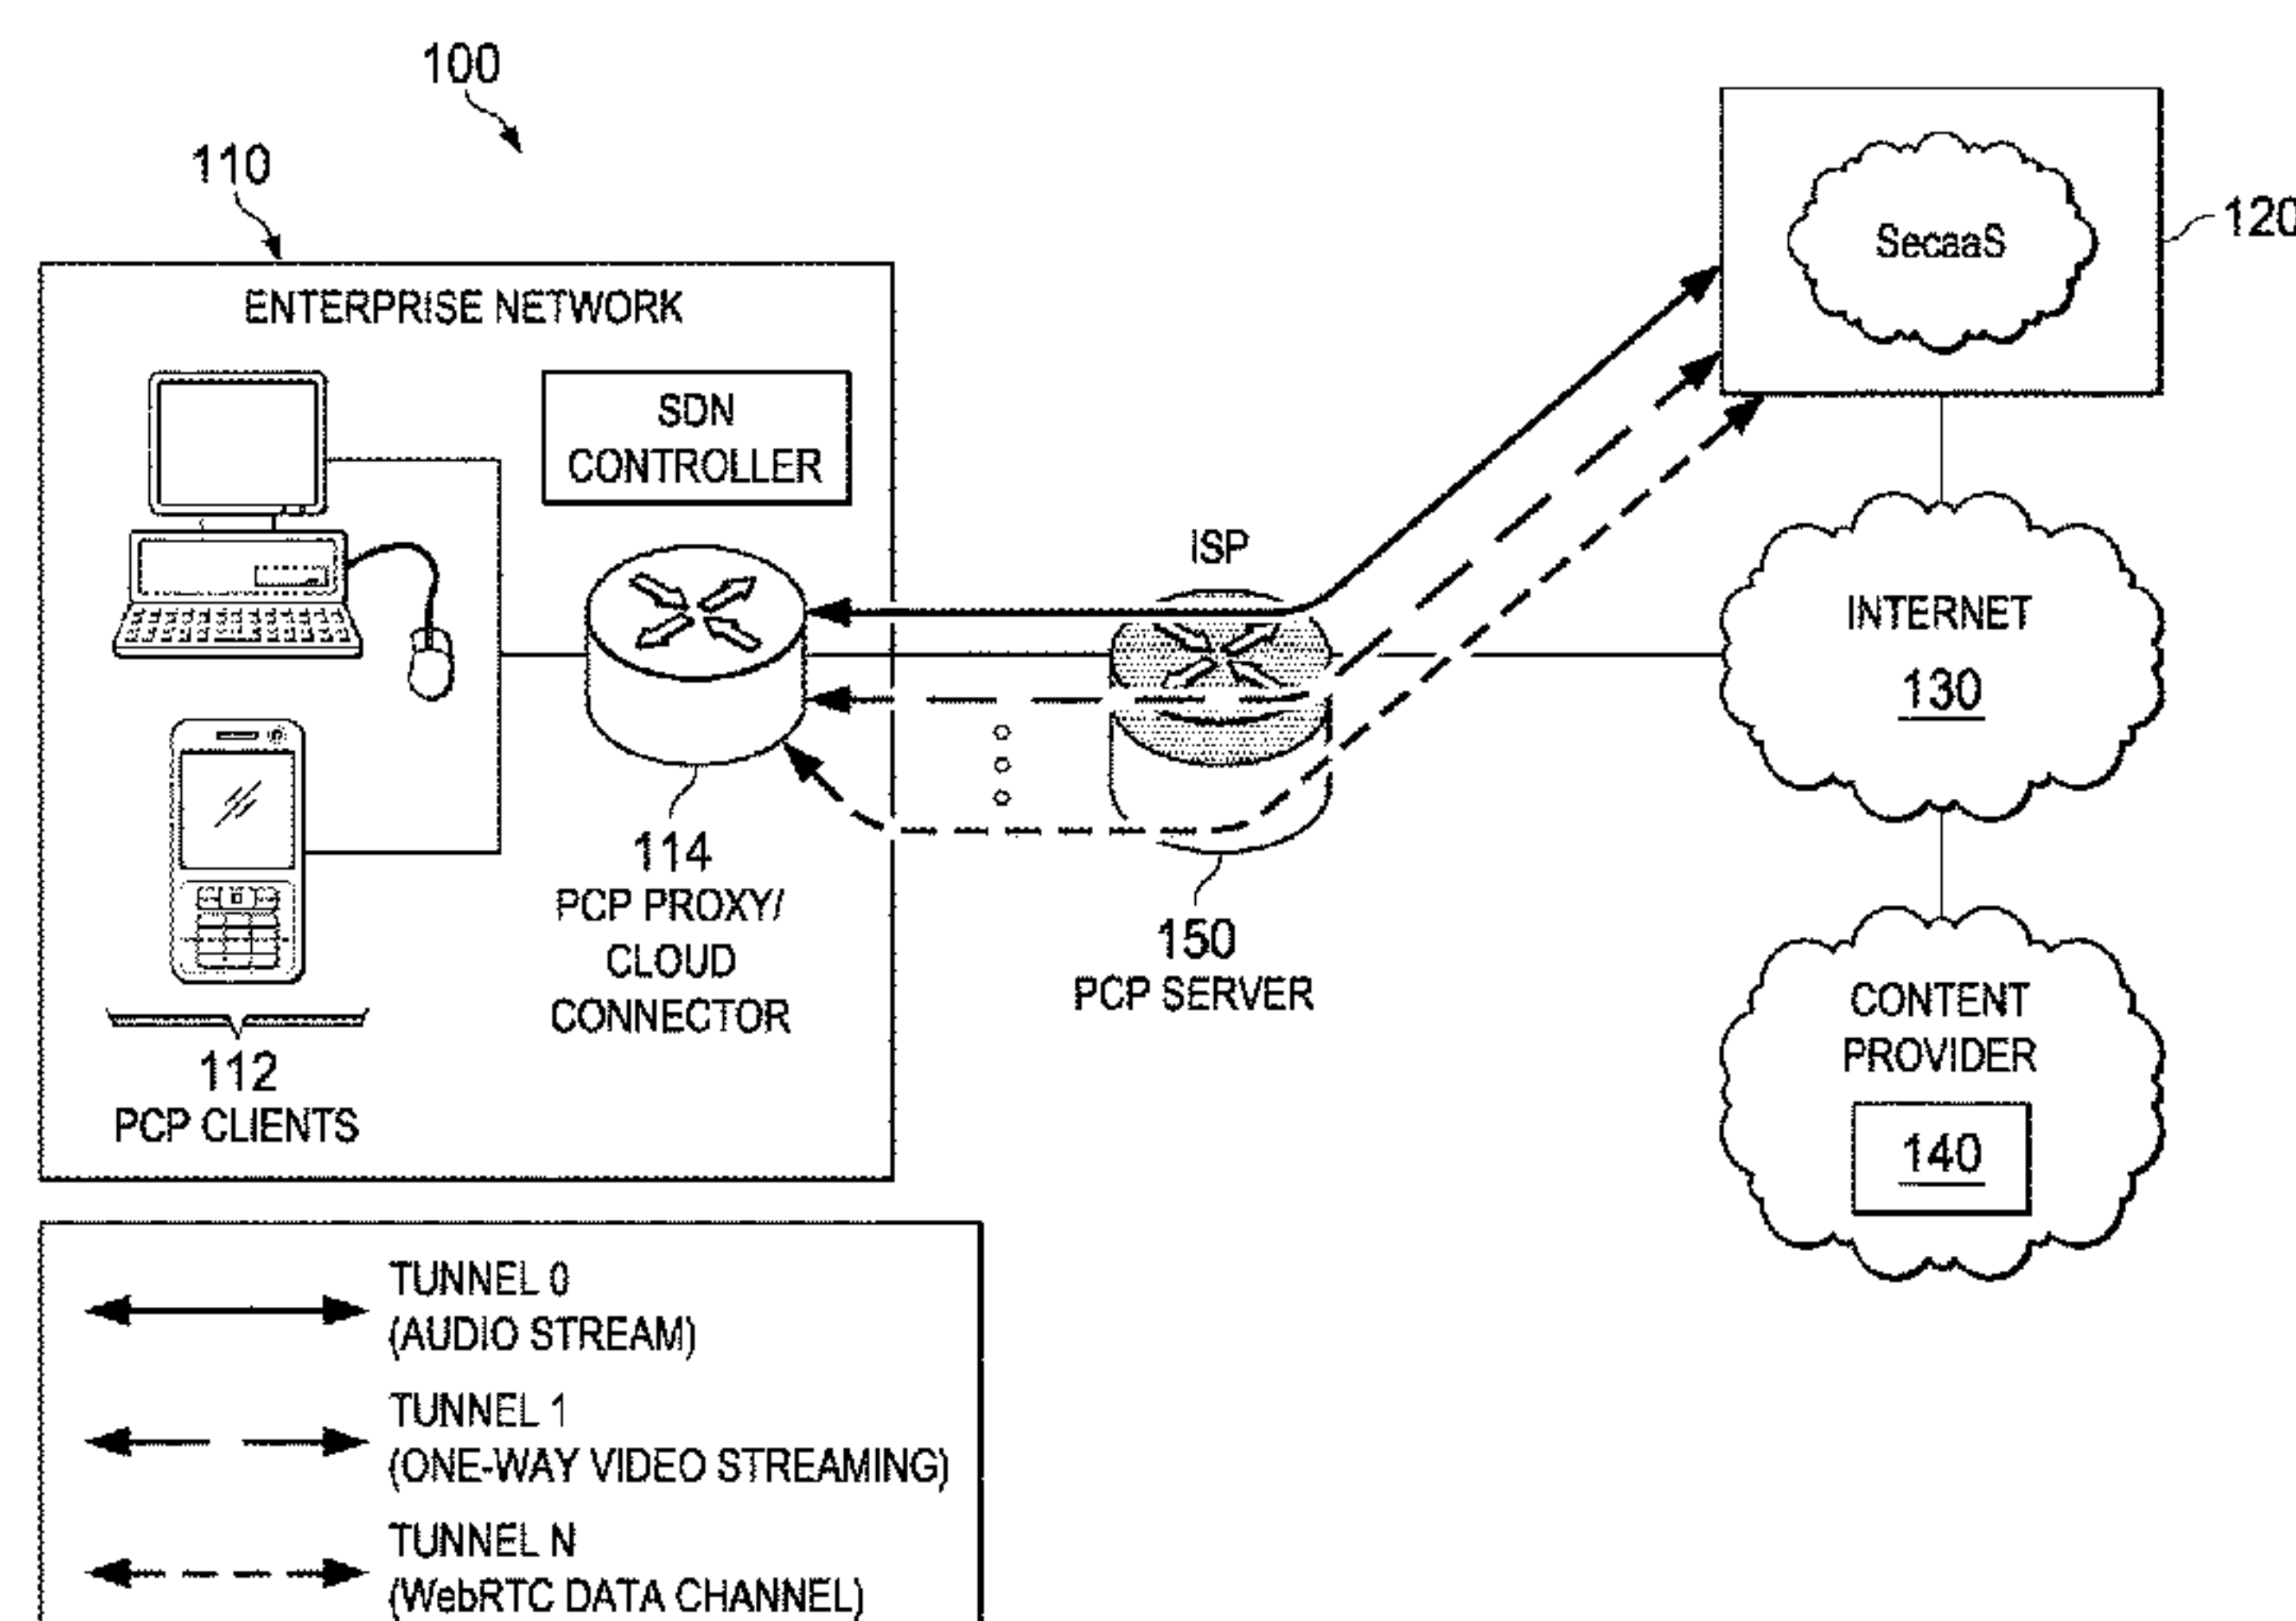 100
110
ENTERPRISE NETWORK
SDN
CONTROLLER
114
PCP PROXY/
CLOUD
CONNECTOR
112
PCP CLIENTS
ISP
150
PCP SERVER
SecaaS
120
INTERNET
130
CONTENT
PROVIDER
140
TUNNEL 0
(AUDIO STREAM)
TUNNEL 1
(ONE-WAY VIDEO STREAMING)
TUNNEL N
(WebRTC DATA CHANNEL)